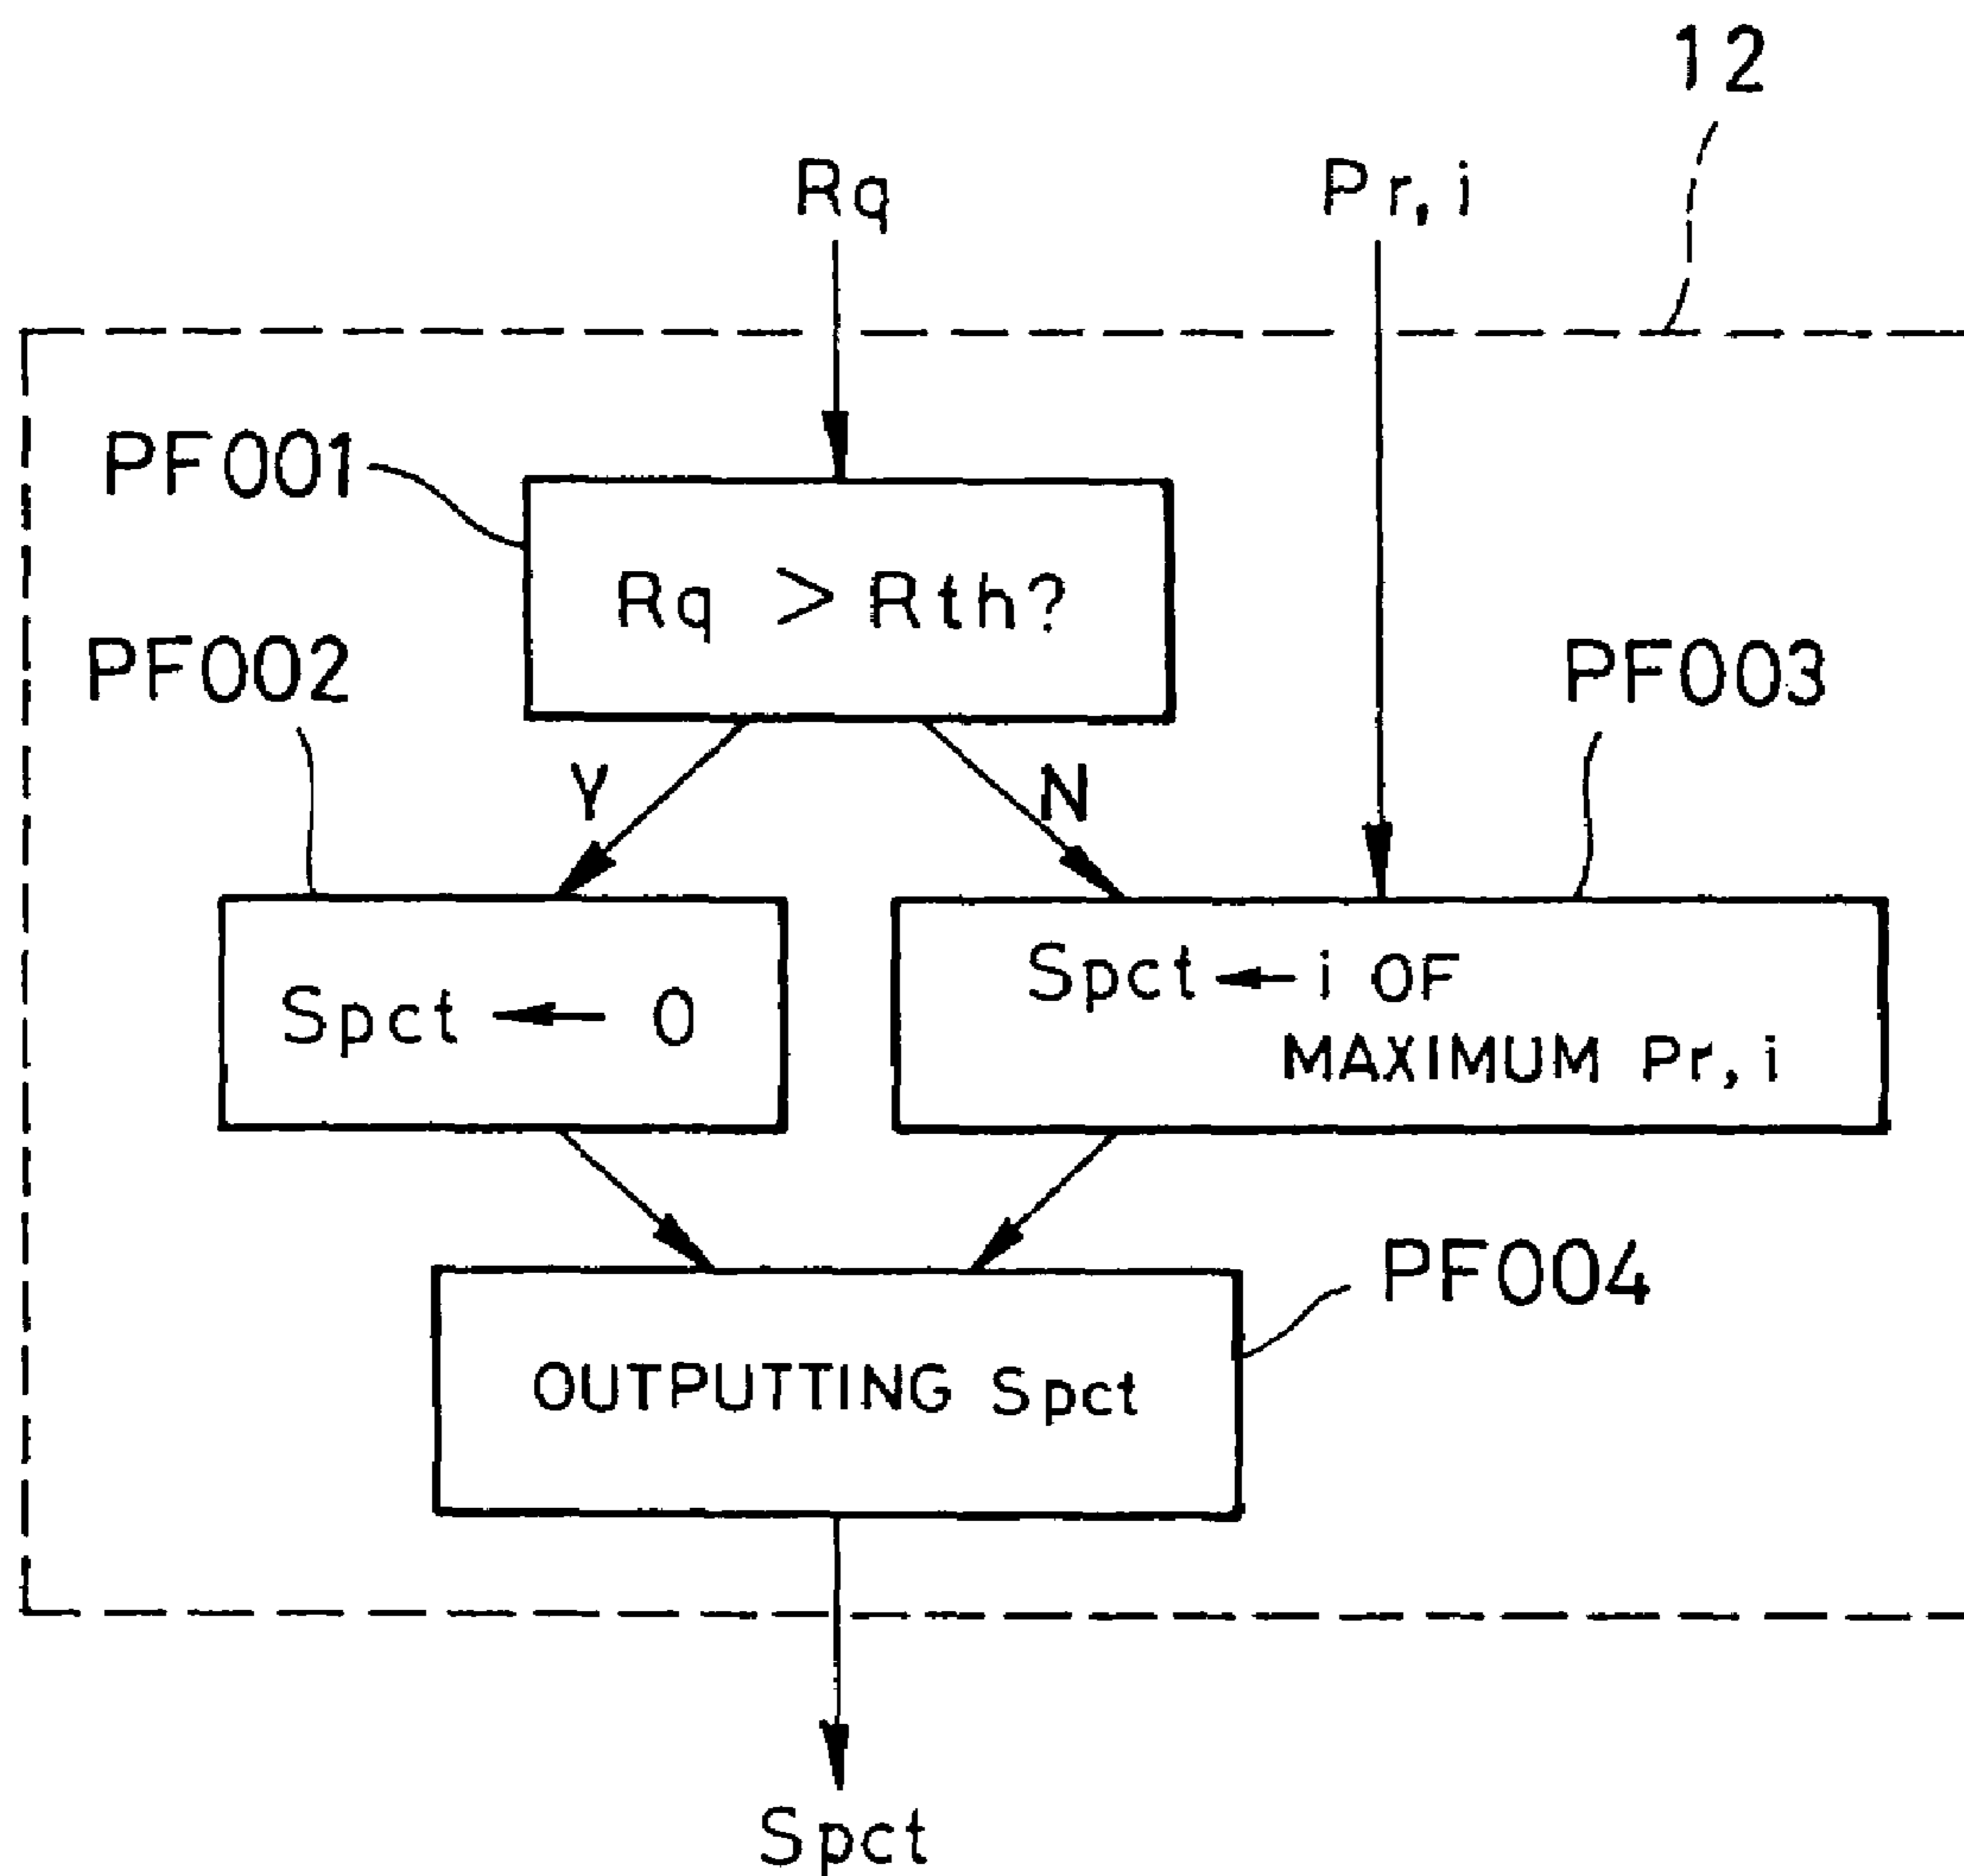 12
Rq
Pr,i
PF001
Rq > Rth?
PF002
PF003
Y
N
Spct ← 0
Spct ← i OF
MAXIMUM Pr,i
PF004
OUTPUTTING Spct
Spct